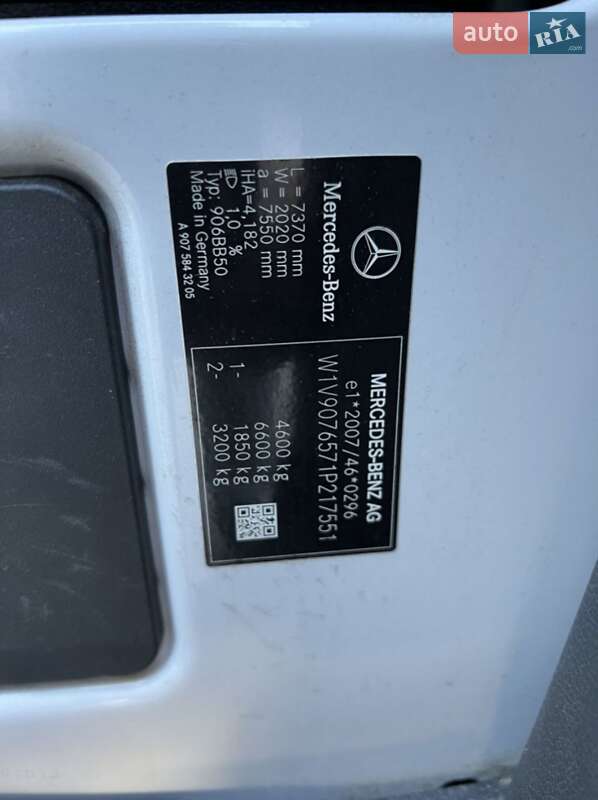 auto RIA.com
Mercedes-Benz
L = 7370 mm
W = 2020 mm
a = 7550 mm
iHA=4,182
1,0 %
Typ: 906BB50
Made in Germany
A 907 584 32 05
MERCEDES-BENZ AG
e1*2007/46*0296
W1V9076571P217551
4600 kg
6600 kg
1- 1850 kg
2- 3200 kg